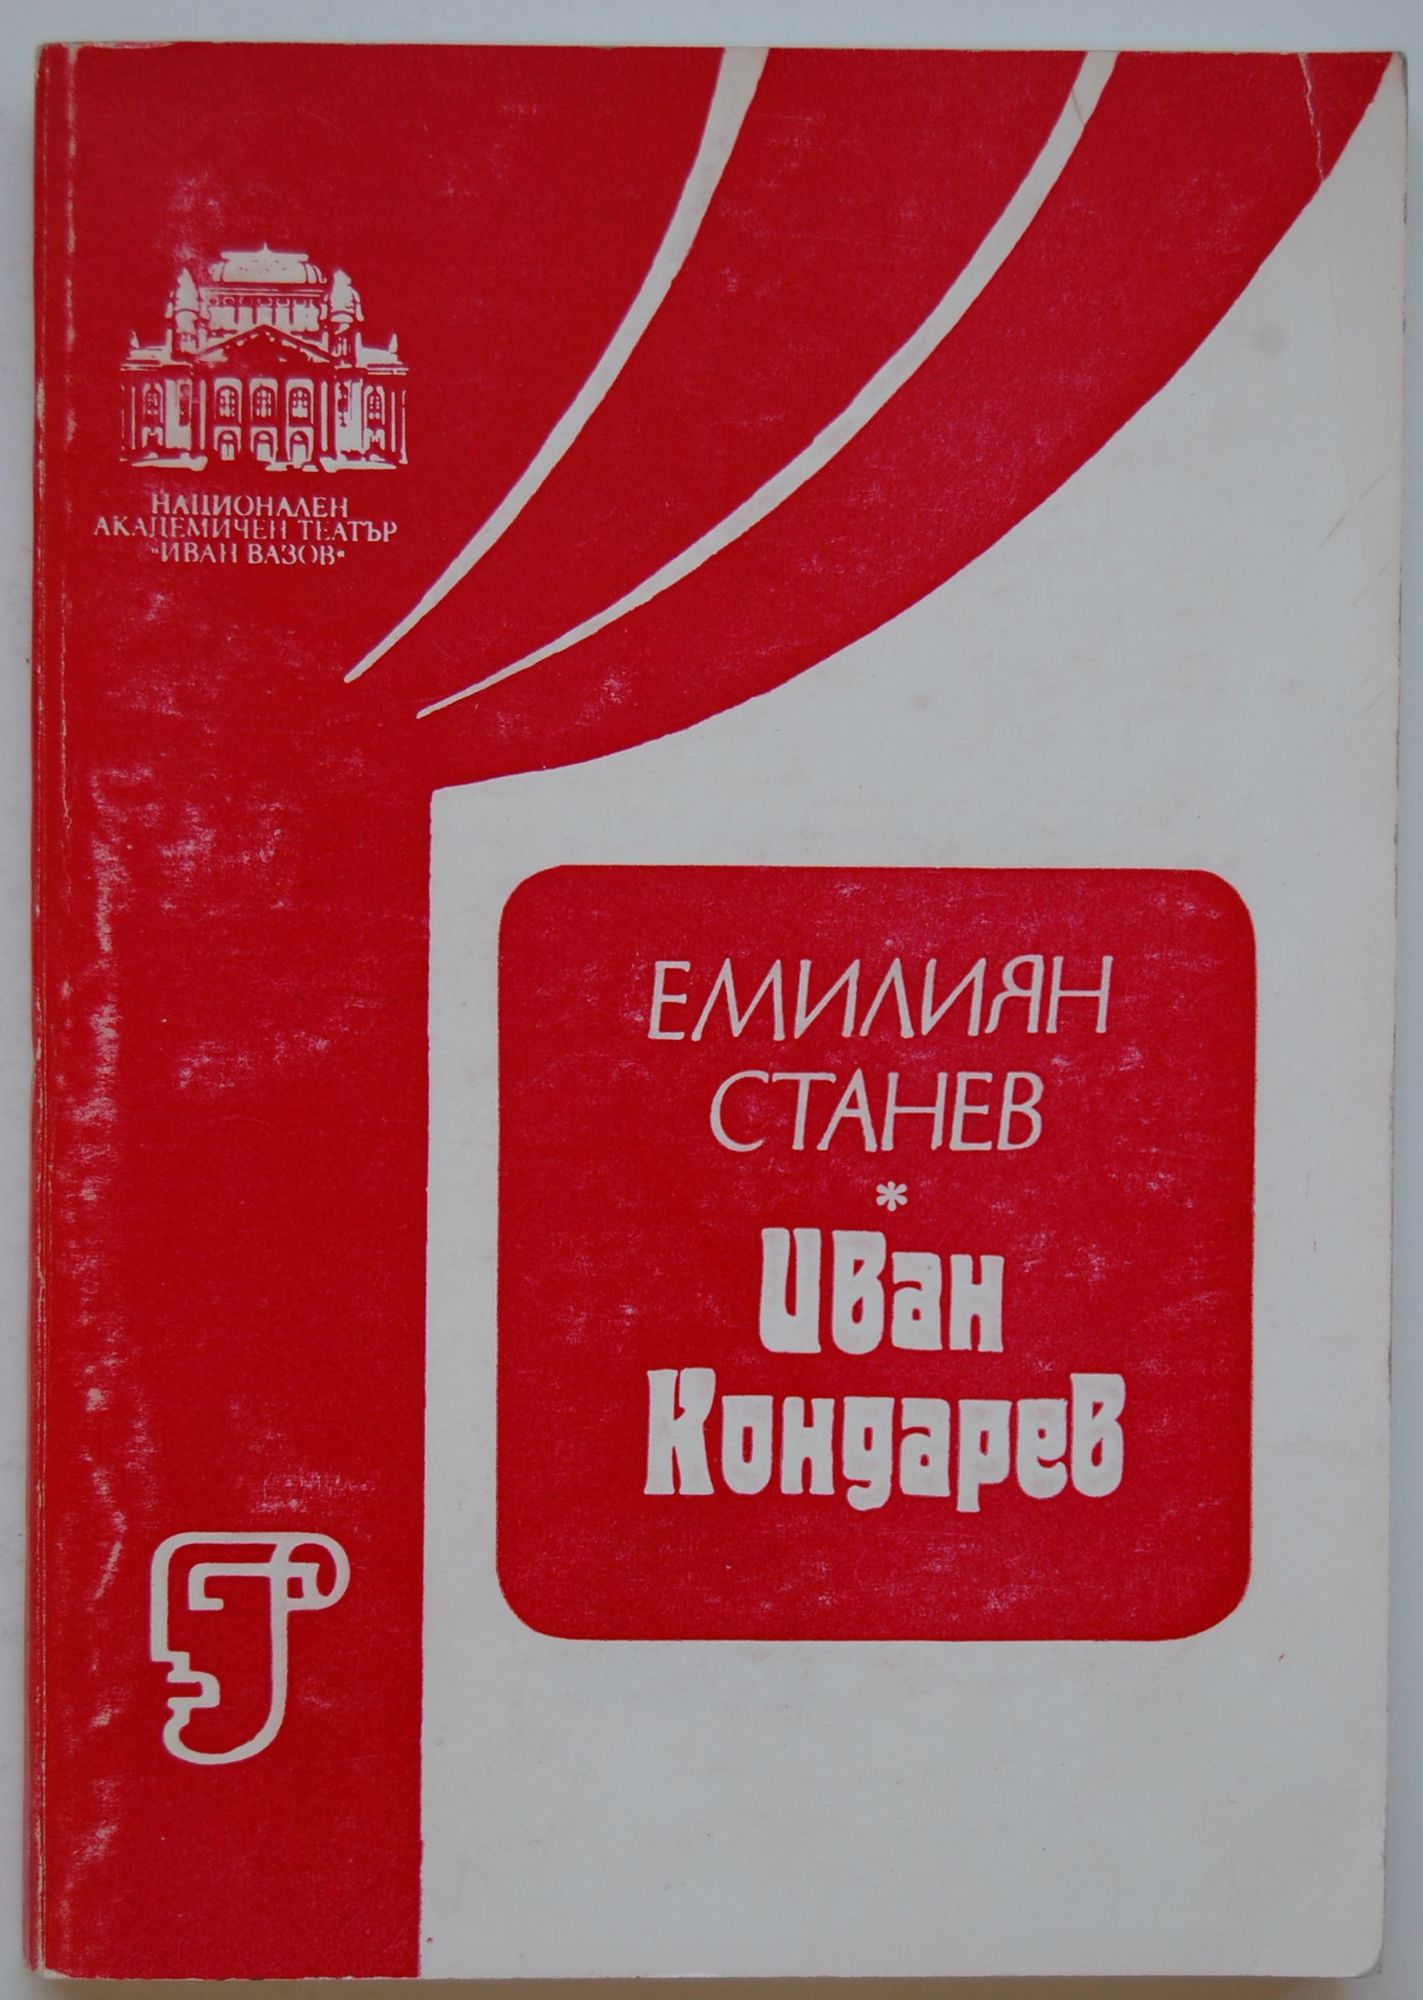 НАЦИОНАЛЕН
АКАДЕМИЧЕН ТЕАТЪР
"ИВАН ВАЗОВ"
ЕМИЛИЯН
СТАНЕВ
*
Иван
Кондарев